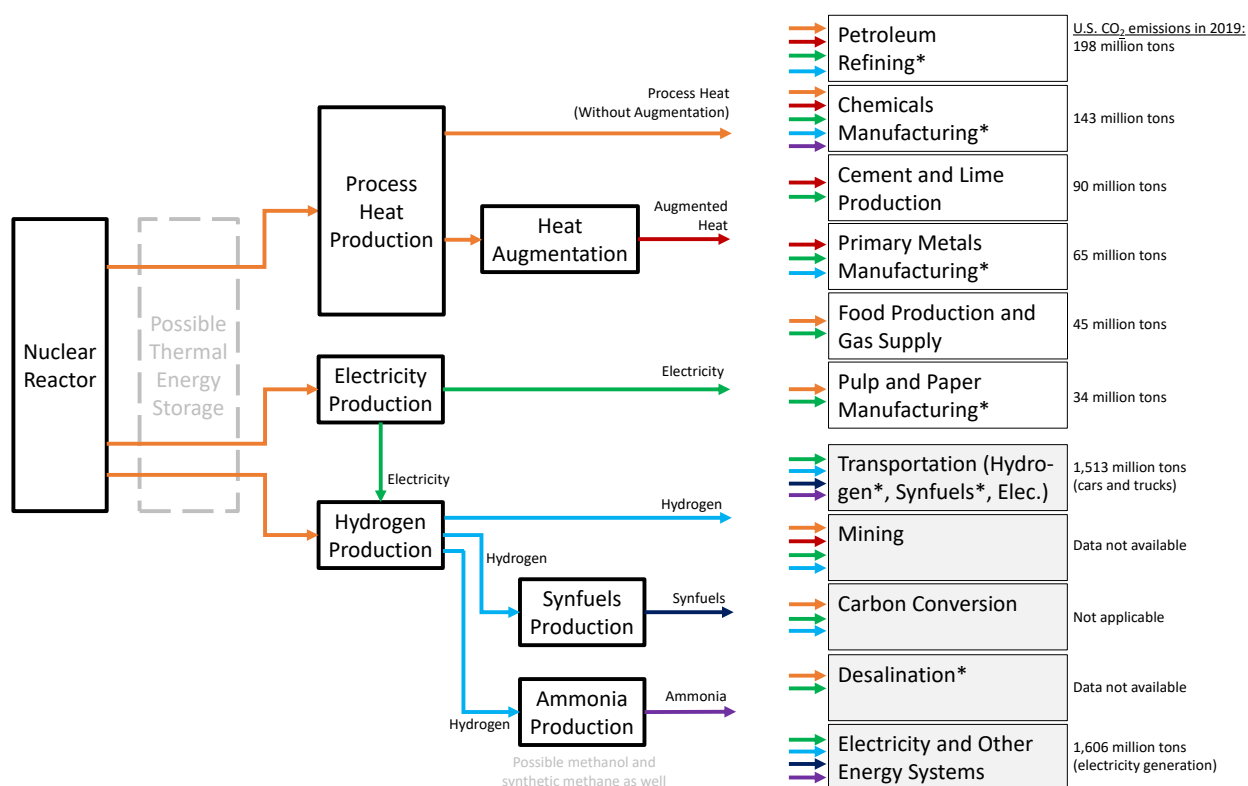 U.S. CO2 emissions in 2019:
Petroleum
Refining*
198 million tons
Process Heat
(Without Augmentation)
Chemicals
Manufacturing*
143 million tons
Process
Heat
Production
Cement and Lime
Production
90 million tons
Heat
Augmentation
Augmented
Heat
Primary Metals
Manufacturing*
65 million tons
Nuclear
Reactor
Possible
Thermal
Energy
Storage
Food Production and
Gas Supply
45 million tons
Electricity
Production
Electricity
Pulp and Paper
Manufacturing*
34 million tons
Electricity
Transportation (Hydro-
gen*, Synfuels*, Elec.)
1,513 million tons
(cars and trucks)
Hydrogen
Production
Hydrogen
Hydrogen
Mining
Data not available
Synfuels
Production
Synfuels
Carbon Conversion
Not applicable
Desalination*
Data not available
Hydrogen
Ammonia
Production
Ammonia
Possible methanol and
synthetic methane as well
Electricity and Other
Energy Systems
1,606 million tons
(electricity generation)